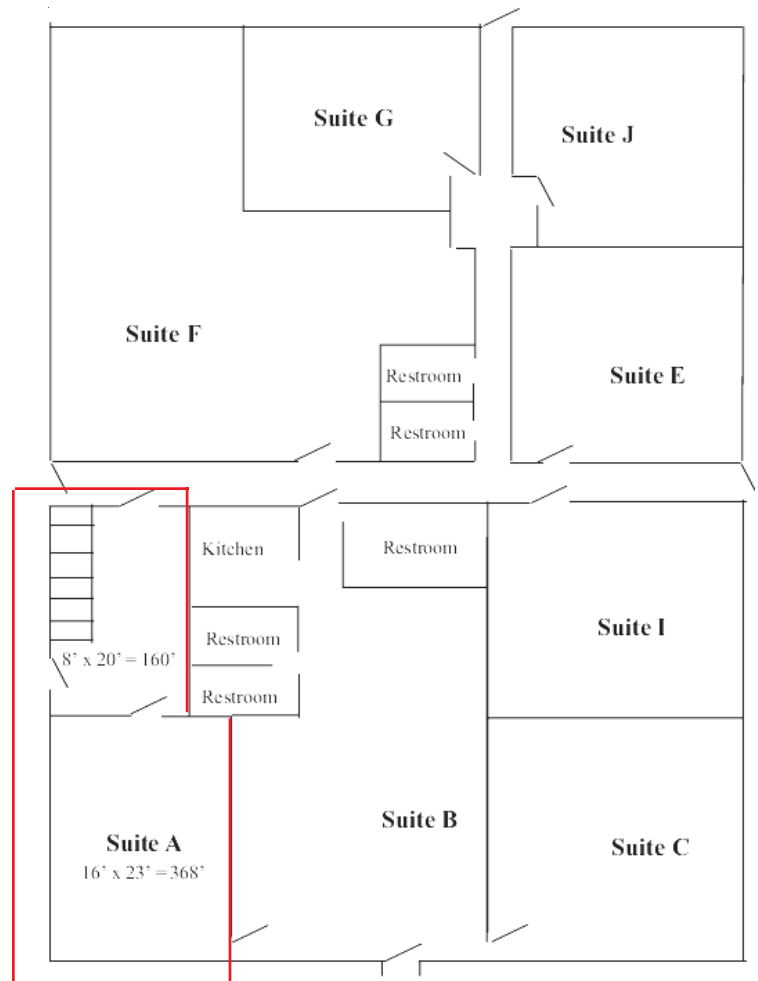 Suite G
Suite J
Suite F
Suite E
Restroom
Restroom
Kitchen
Restroom
Suite I
Restroom
8’ x 20’ = 160’
Restroom
Suite B
Suite A
Suite C
16’ x 23’ = 368’